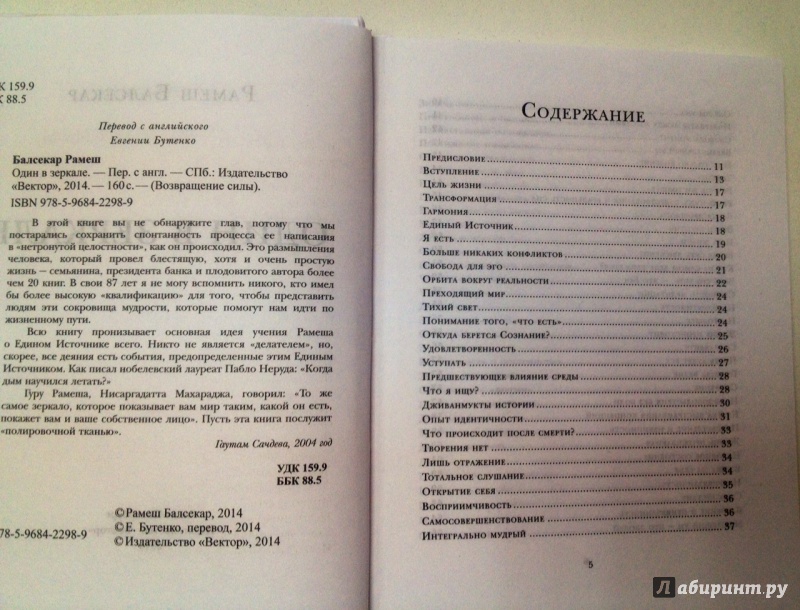 К 159.9
К 88.5
Перевод с английского
Евгении Бутенко
Балсекар Рамеш
Один в зеркале. — Пер. с англ. — СПб.: Издательство
«Вектор», 2014.— 160 с.— (Возвращение силы).
ISBN 978-5-9684-2298-9
В этой книге вы не обнаружите глав, потому что мы
постарались сохранить спонтанность процесса ее написания
в «нетронутой целостности», как он происходил. Это размышления
человека, который провел блестящую, хотя и очень простую
жизнь – семьянина, президента банка и плодовитого автора более
чем 20 книг. В свои 87 лет я не могу вспомнить никого, кто имел
бы более высокую «квалификацию» для того, чтобы представить
людям эти сокровища мудрости, которые помогут нам идти по
жизненному пути.
Всю книгу пронизывает основная идея учения Рамеша
о Едином Источнике всего. Никто не является «делателем», но,
скорее, все деяния есть события, предопределенные этим Единым
Источником. Как писал нобелевский лауреат Пабло Неруда: «Когда
дым научился летать?»
Гуру Рамеша, Нисаргадатта Махараджа, говорил: «То же
самое зеркало, которое показывает вам мир таким, какой он есть,
покажет вам и ваше собственное лицо». Пусть эта книга послужит
«полировочной тканью».
Гаутам Сачдева, 2004 год
УДК 159.9
ББК 88.5
© Рамеш Балсекар, 2014
© Е. Бутенко, перевод, 2014
978-5-9684-2298-9 © Издательство «Вектор», 2014
Содержание
Предисловие 11
Вступление 13
Цель жизни 17
Трансформация 17
Гармония 18
Единый Источник 18
Я есть 19
Больше никаких конфликтов 20
Свобода для эго 21
Орбита вокруг реальности 22
Преходящий мир 24
Тихий свет 24
Понимание того, «что есть» 24
Откуда берется Сознание? 25
Удовлетворенность 26
Уступать 27
Предшествующее влияние среды 28
Что я ищу? 28
Дживанмукты истории 30
Опыт идентичности 31
Что происходит после смерти? 33
Творения нет 33
Лишь отражение 34
Тотальное слушание 34
Открытие себя 35
Восприимчивость 36
Самосовершенствование 36
Интегрально мудрый 37
5
Лабиринт.ру